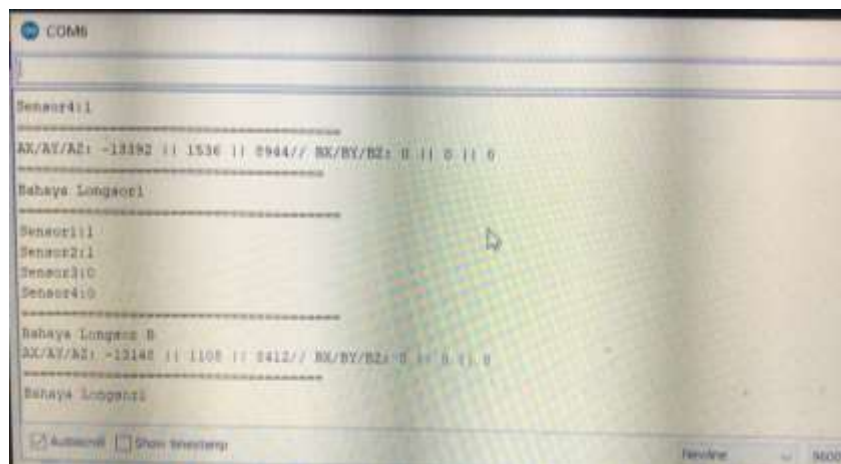 COM6
Sensor4:1
========================================
AX/AY/AZ: -13392 || 1536 || 8944// BX/BY/BZ: 0 || 0 || 0
======================================
Bahaya Longsor1
========================================
Sensor1:1
Sensor2:1
Sensor3:0
Sensor4:0
========================================
Bahaya Longsor B
AX/AY/AZ: -13148 || 1108 || 8412// BX/BY/BZ: 0 || 0 || 0
======================================
Bahaya Longsor1
Autoscroll Show timestamp
Newline 9600